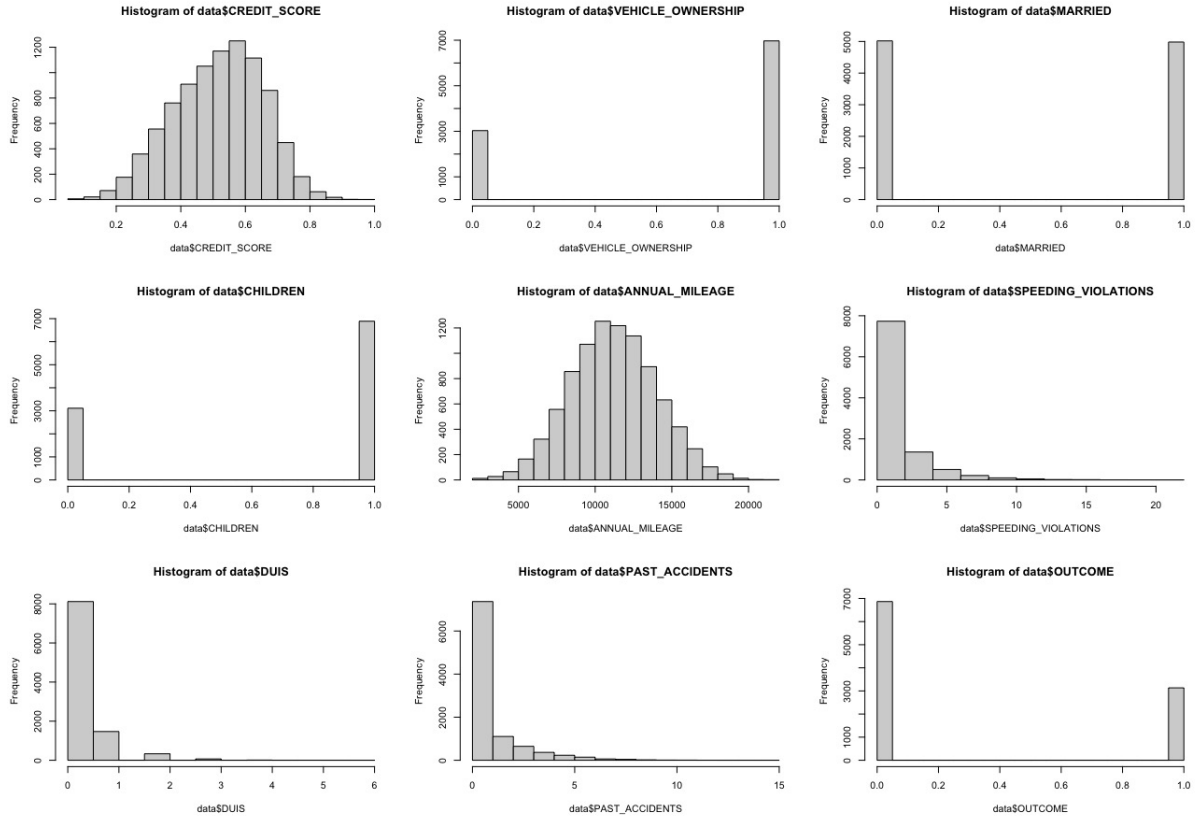 Histogram of data$CREDIT_SCORE
Frequency
0 200 400 600 800 1200
0.2 0.4 0.6 0.8 1.0
data$CREDIT_SCORE
Histogram of data$VEHICLE_OWNERSHIP
Frequency
0 1000 3000 5000 7000
0.0 0.2 0.4 0.6 0.8 1.0
data$VEHICLE_OWNERSHIP
Histogram of data$MARRIED
Frequency
0 1000 2000 3000 4000 5000
0.0 0.2 0.4 0.6 0.8 1.0
data$MARRIED
Histogram of data$CHILDREN
Frequency
0 1000 3000 5000 7000
0.0 0.2 0.4 0.6 0.8 1.0
data$CHILDREN
Histogram of data$ANNUAL_MILEAGE
Frequency
0 200 400 600 800 1200
5000 10000 15000 20000
data$ANNUAL_MILEAGE
Histogram of data$SPEEDING_VIOLATIONS
Frequency
0 2000 4000 6000 8000
0 5 10 15 20
data$SPEEDING_VIOLATIONS
Histogram of data$DUIS
Frequency
0 2000 4000 6000 8000
0 1 2 3 4 5 6
data$DUIS
Histogram of data$PAST_ACCIDENTS
Frequency
0 2000 4000 6000
0 5 10 15
data$PAST_ACCIDENTS
Histogram of data$OUTCOME
Frequency
0 1000 3000 5000 7000
0.0 0.2 0.4 0.6 0.8 1.0
data$OUTCOME